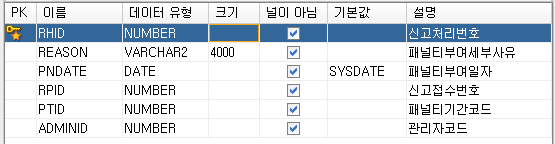 PK 이름 데이터 유형 크기 널이 아님 기본값 설명
RHID NUMBER 신고처리번호
REASON VARCHAR2 4000 패널티부여세부사유
PNDATE DATE SYSDATE 패널티부여일자
RPID NUMBER 신고접수번호
PTID NUMBER 패널티기간코드
ADMINID NUMBER 관리자코드